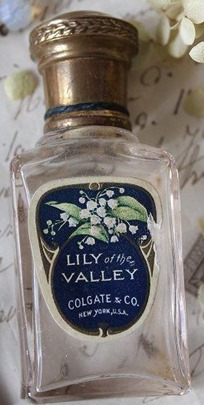 LILY of the
VALLEY
COLGATE & CO.
NEW YORK, U.S.A.